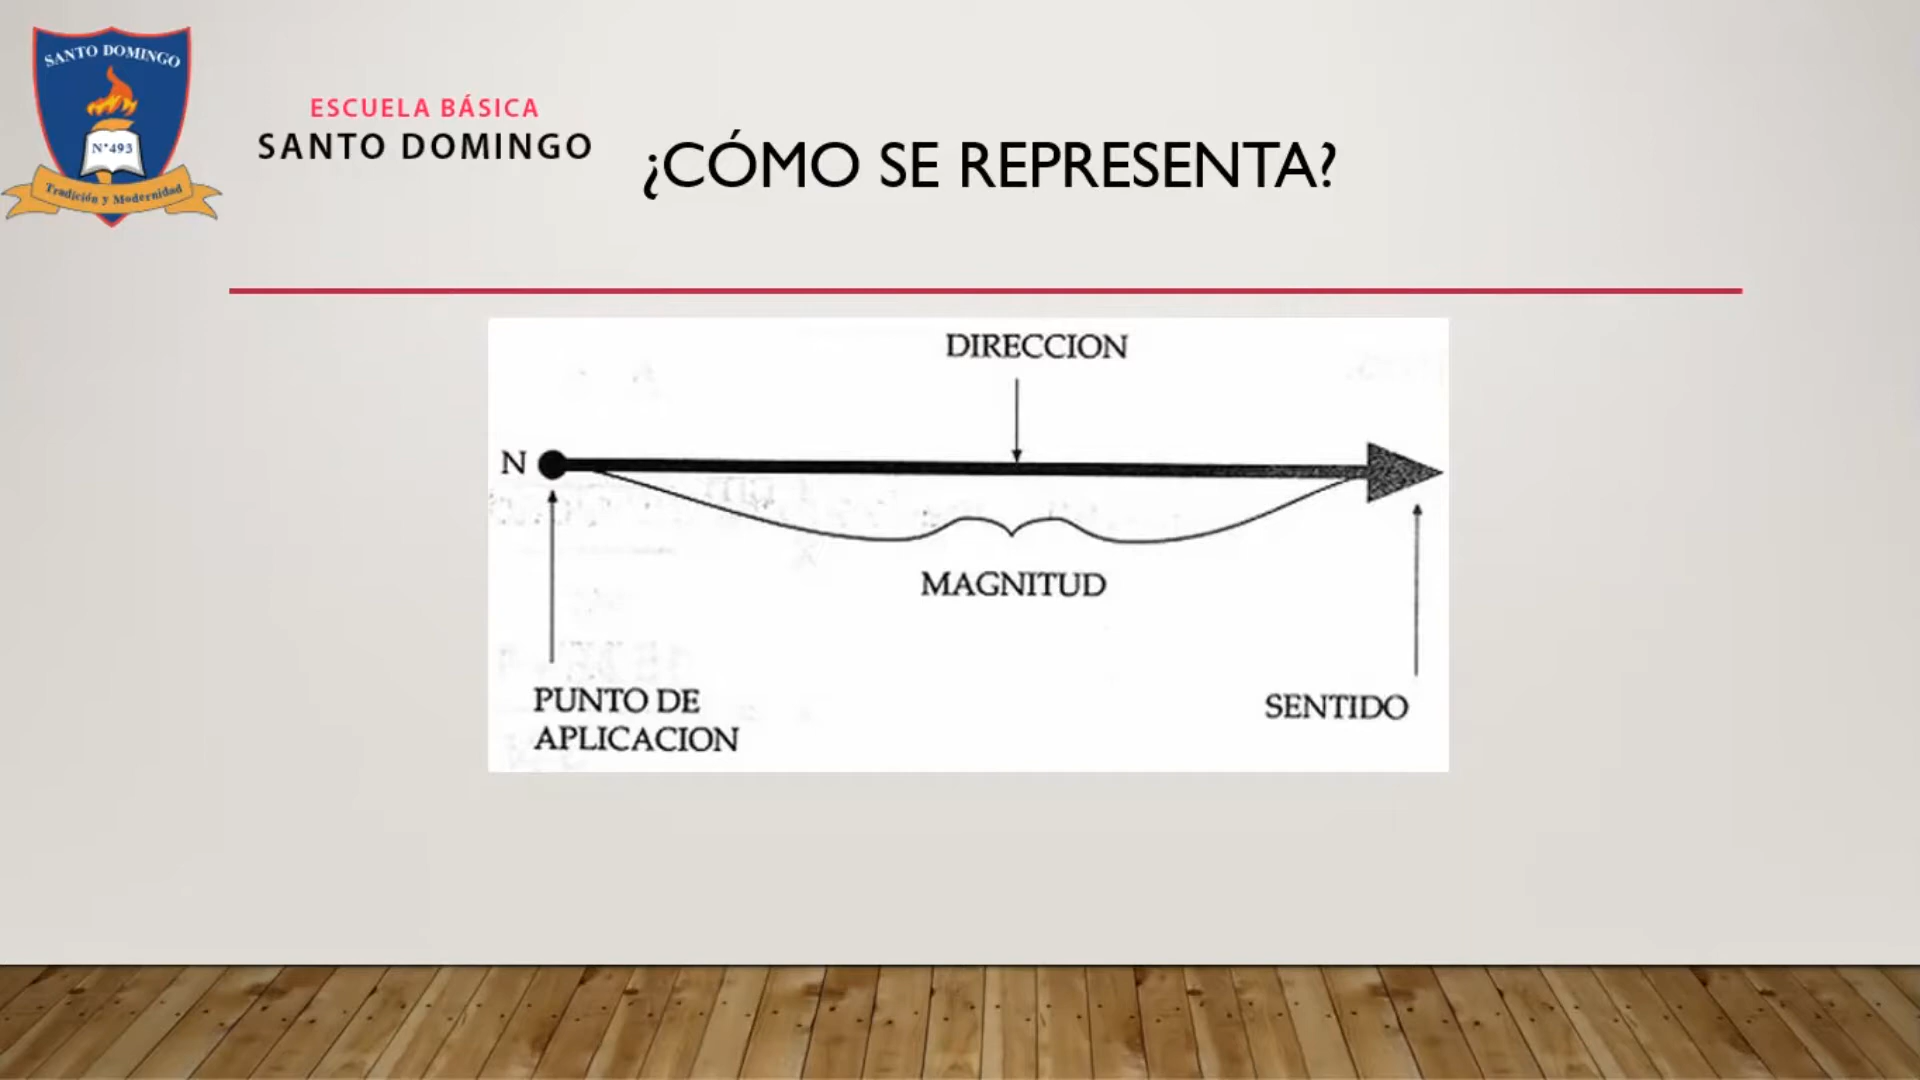 SANTO DOMINGO
N°493
Tradición y Modernidad
ESCUELA BÁSICA
SANTO DOMINGO
¿CÓMO SE REPRESENTA?
DIRECCION
N
MAGNITUD
PUNTO DE
APLICACION
SENTIDO